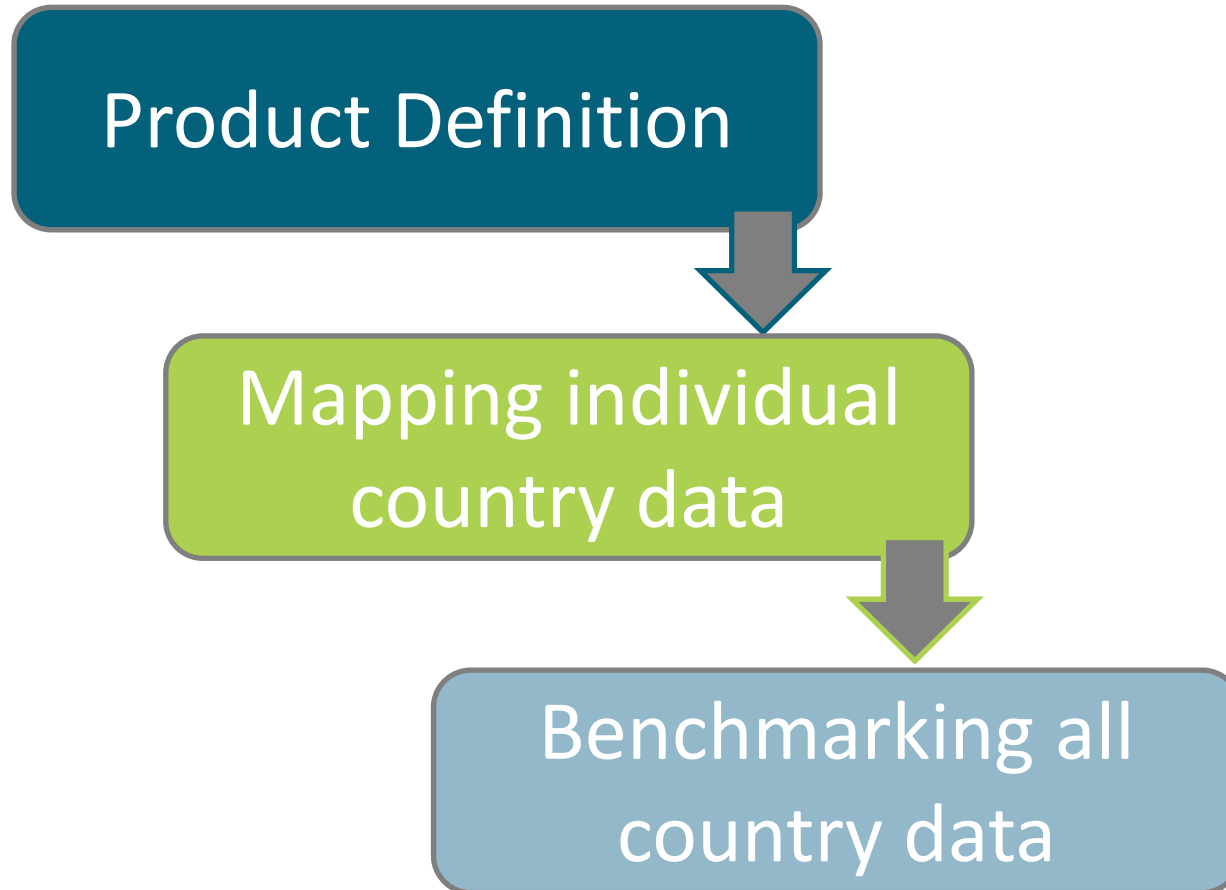 Product Definition
Mapping individual
country data
Benchmarking all
country data